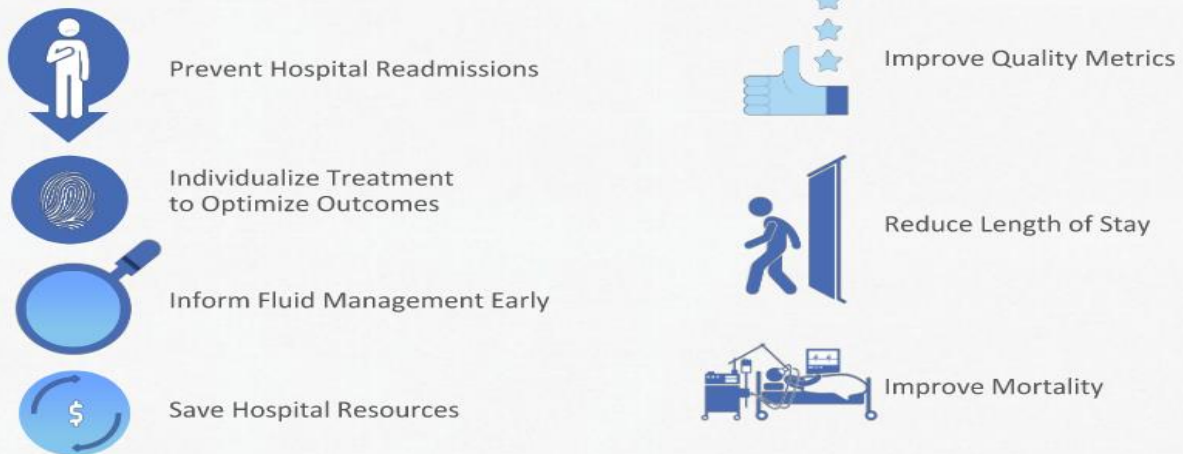 Prevent Hospital Readmissions
Individualize Treatment
to Optimize Outcomes
Inform Fluid Management Early
$
Save Hospital Resources
Improve Quality Metrics
Reduce Length of Stay
Improve Mortality